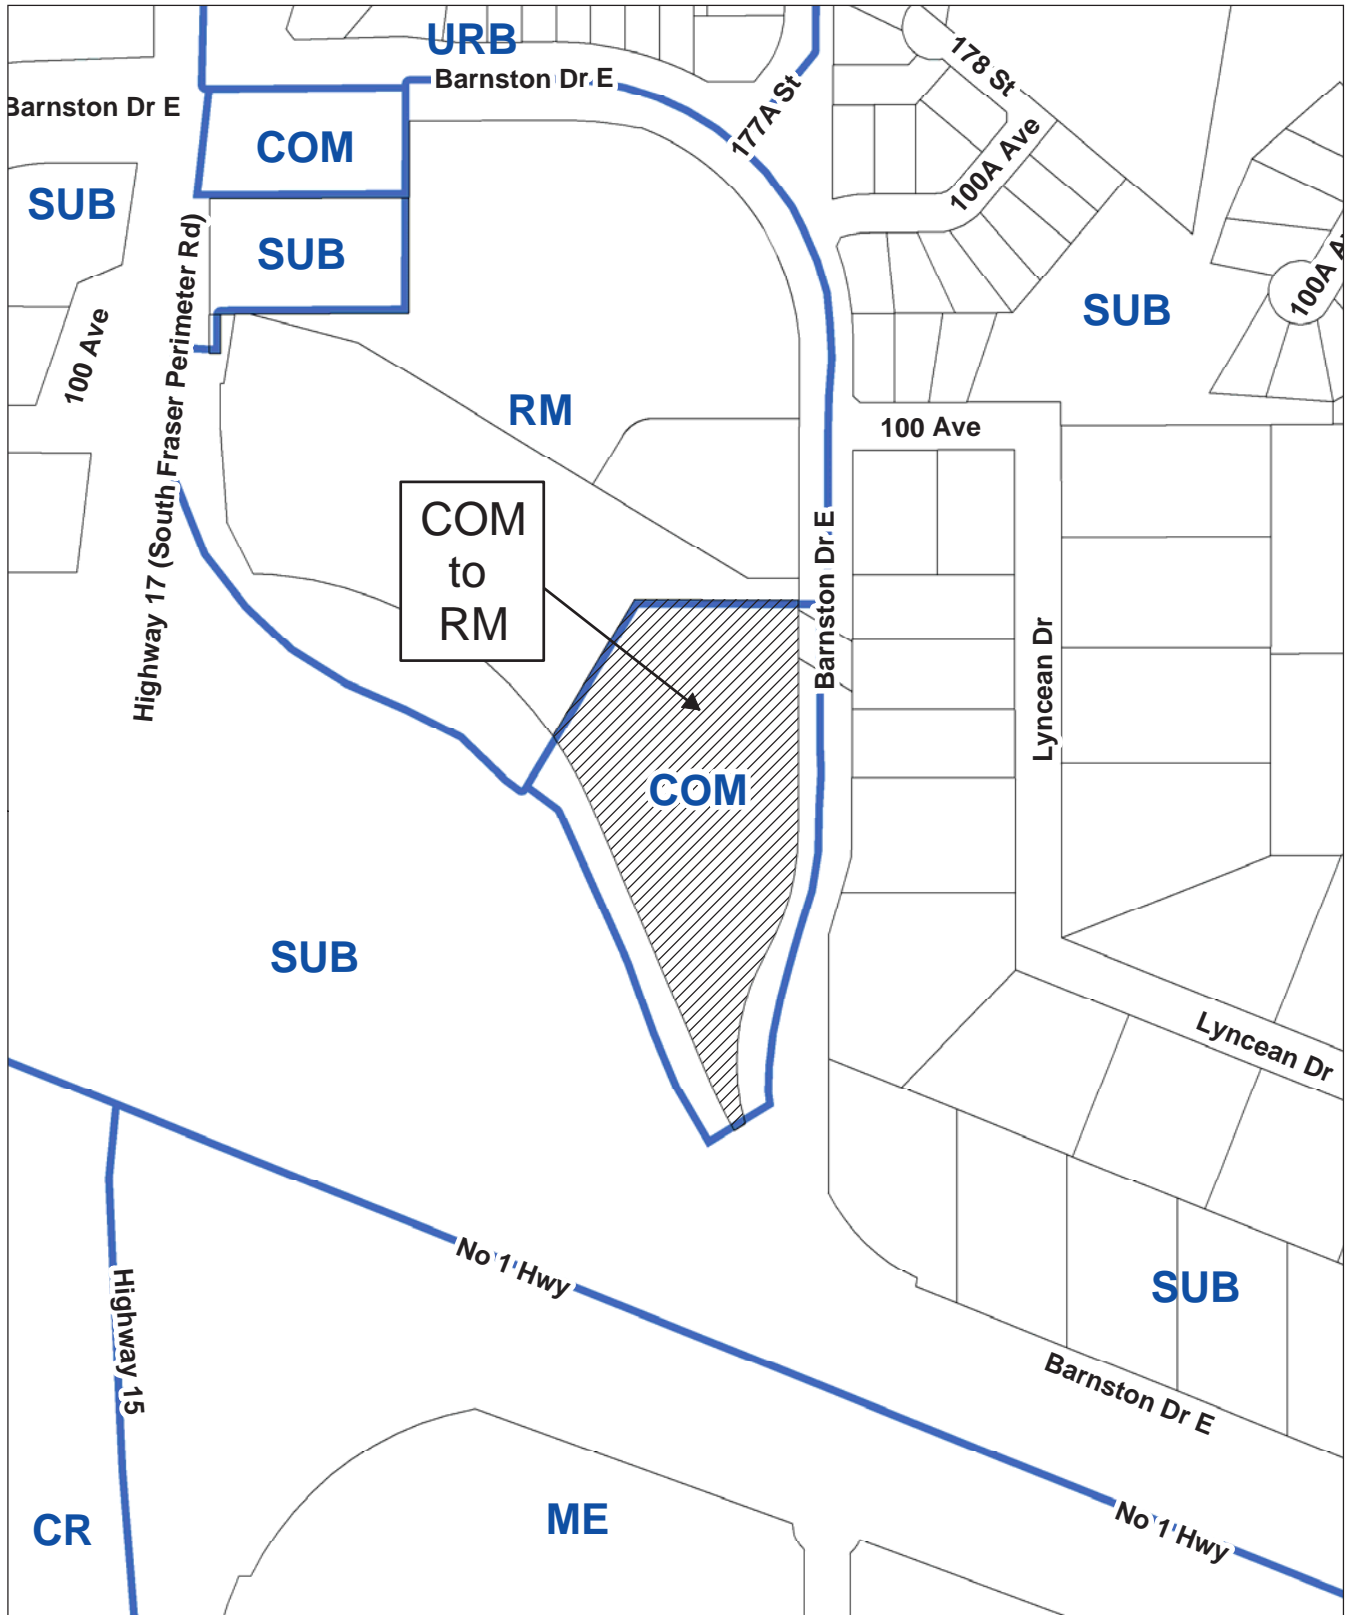 URB
Barnston Dr E
178 St
Barnston Dr E
177A St
COM
100A Ave
SUB
SUB
100A A
SUB
Highway 17 (South Fraser Perimeter Rd)
100 Ave
RM
100 Ave
COM
to
RM
Barnston Dr E
Lyncean Dr
COM
SUB
Lyncean Dr
No 1 Hwy
SUB
Highway 15
Barnston Dr E
ME
CR
No 1 Hwy